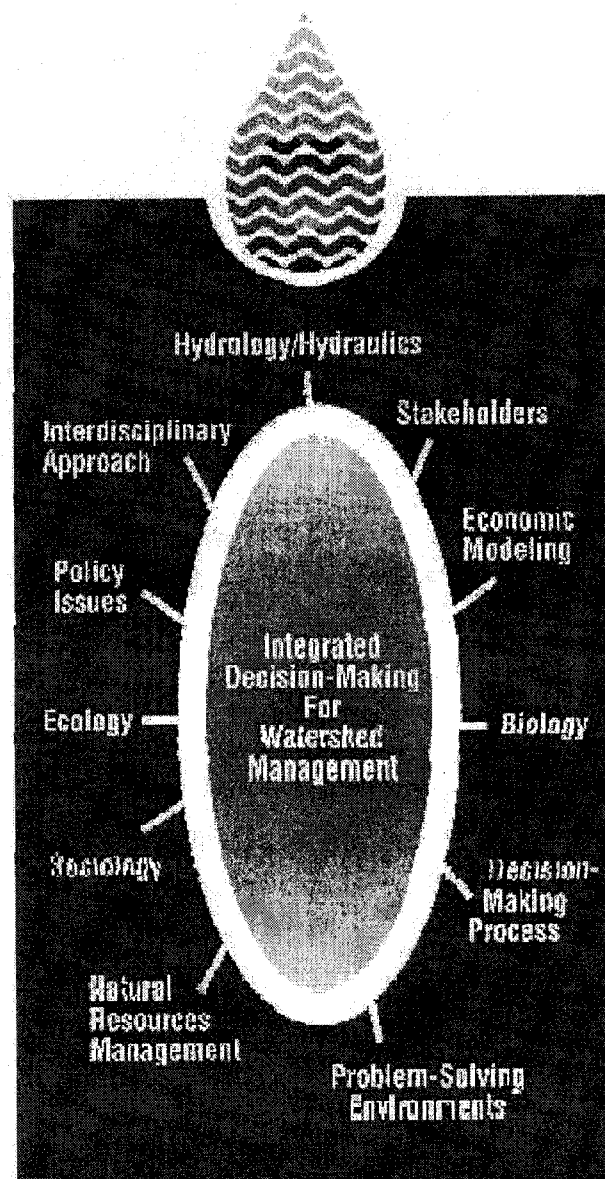 Hydrology/Hydraulics
Stakeholders
Interdisciplinary
Approach
Economic
Modeling
Policy
Issues
Integrated
Decision-Making
For
Watershed
Management
Ecology
Biology
Sociology
Decision-
Making
Process
Natural
Resources
Management
Problem-Solving
Environments